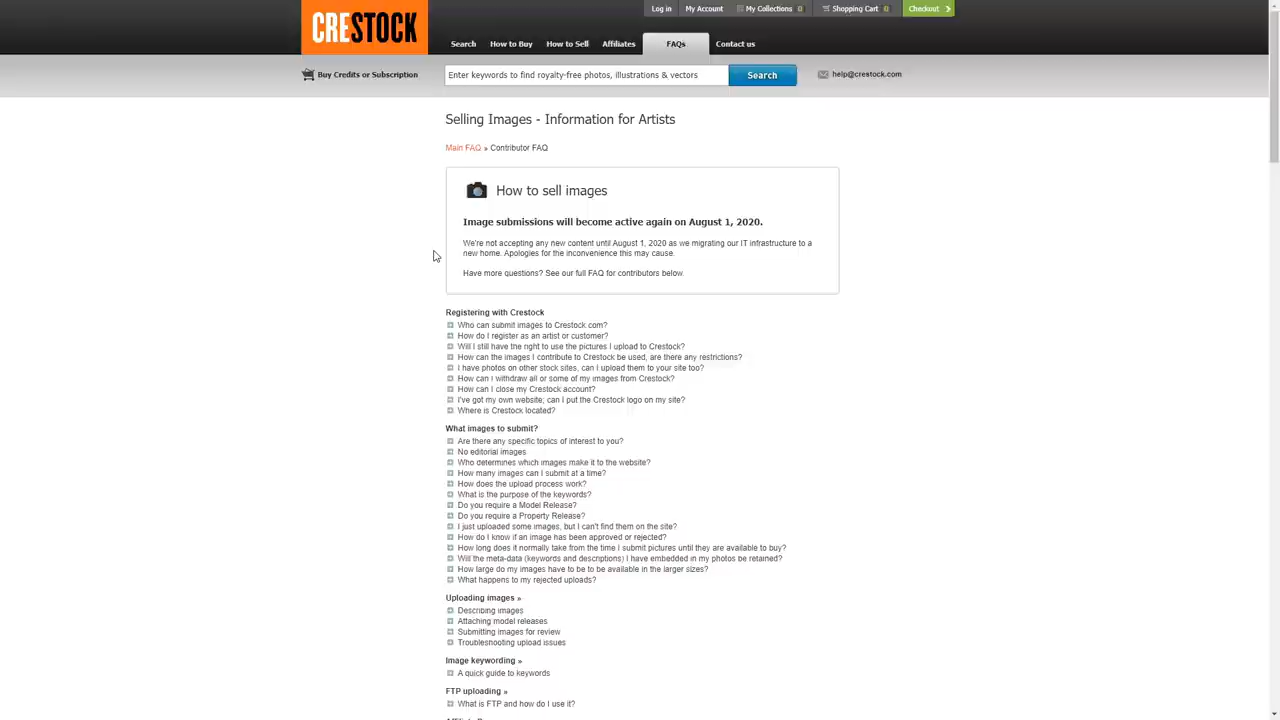 CRESTOCK
Log in My Account My Collections 0 Shopping Cart 0 Checkout
Search How to Buy How to Sell Affiliates FAQs Contact us
Buy Credits or Subscription Enter keywords to find royalty-free photos, illustrations & vectors Search help@crestock.com
Selling Images - Information for Artists
Main FAQ » Contributor FAQ
How to sell images
Image submissions will become active again on August 1, 2020.
We're not accepting any new content until August 1, 2020 as we migrating our IT infrastructure to a
new home. Apologies for the inconvenience this may cause.
Have more questions? See our full FAQ for contributors below.
Registering with Crestock
Who can submit images to Crestock.com?
How do I register as an artist or customer?
Will I still have the right to use the pictures I upload to Crestock?
How can the images I contribute to Crestock be used, are there any restrictions?
I have photos on other stock sites, can I upload them to your site too?
How can I withdraw all or some of my images from Crestock?
How can I close my Crestock account?
I've got my own website; can I put the Crestock logo on my site?
Where is Crestock located?
What images to submit?
Are there any specific topics of interest to you?
No editorial images
Who determines which images make it to the website?
How many images can I submit at a time?
How does the upload process work?
What is the purpose of the keywords?
Do you require a Model Release?
Do you require a Property Release?
I just uploaded some images, but I can't find them on the site?
How do I know if an image has been approved or rejected?
How long does it normally take from the time I submit pictures until they are available to buy?
Will the meta-data (keywords and descriptions) I have embedded in my photos be retained?
How large do my images have to be to be available in the larger sizes?
What happens to my rejected uploads?
Uploading images »
Describing images
Attaching model releases
Submitting images for review
Troubleshooting upload issues
Image keywording »
A quick guide to keywords
FTP uploading »
What is FTP and how do I use it?